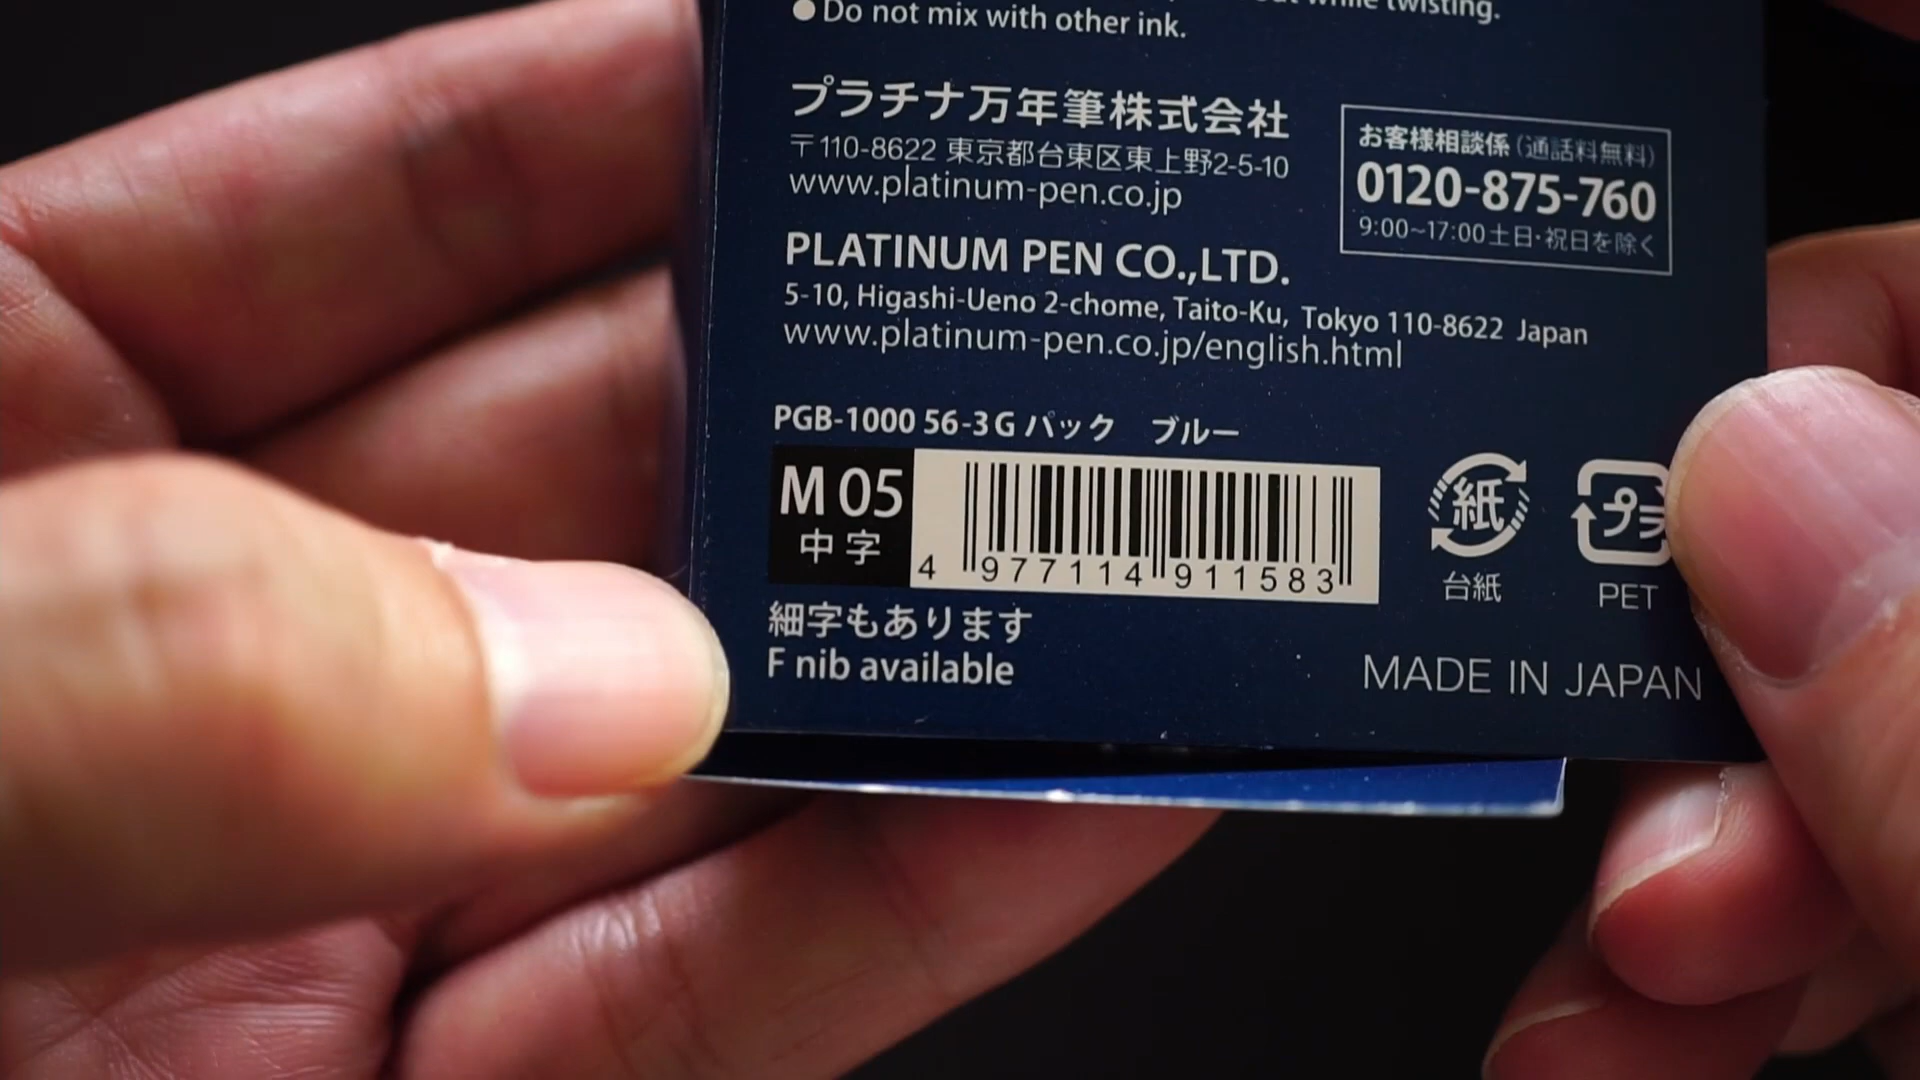 while twisting.
● Do not mix with other ink.
プラチナ万年筆株式会社
〒110-8622 東京都台東区東上野2-5-10
www.platinum-pen.co.jp
お客様相談係(通話料無料)
0120-875-760
9:00~17:00土日・祝日を除く
PLATINUM PEN CO.,LTD.
5-10, Higashi-Ueno 2-chome, Taito-Ku, Tokyo 110-8622 Japan
www.platinum-pen.co.jp/english.html
PGB-1000 56-3G パック ブルー
M 05
中字
4 977114 911583
紙
台紙
プラ
PET
細字もあります
F nib available
MADE IN JAPAN